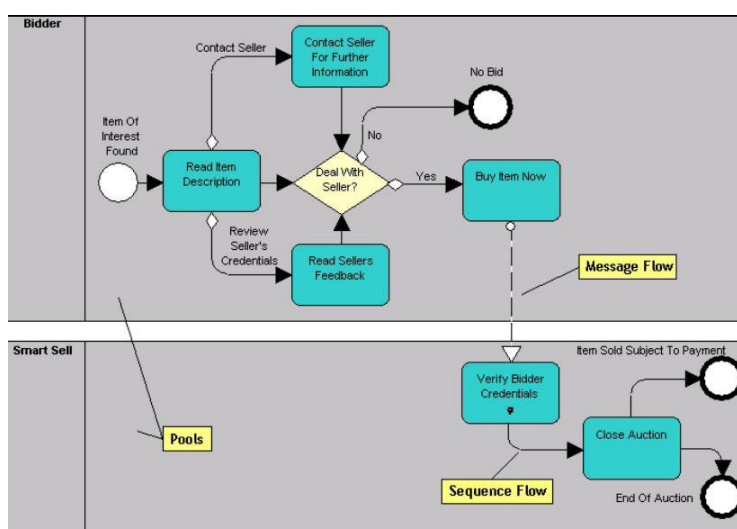 Bidder
Contact Seller
Contact Seller
For Further
Information
No Bid
Item Of
Interest
Found
No
Read Item
Description
Deal With
Seller?
Yes
Buy Item Now
Review
Seller's
Credentials
Read Sellers
Feedback
Message Flow
Smart Sell
Item Sold Subject To Payment
Verify Bidder
Credentials
Pools
Close Auction
Sequence Flow
End Of Auction